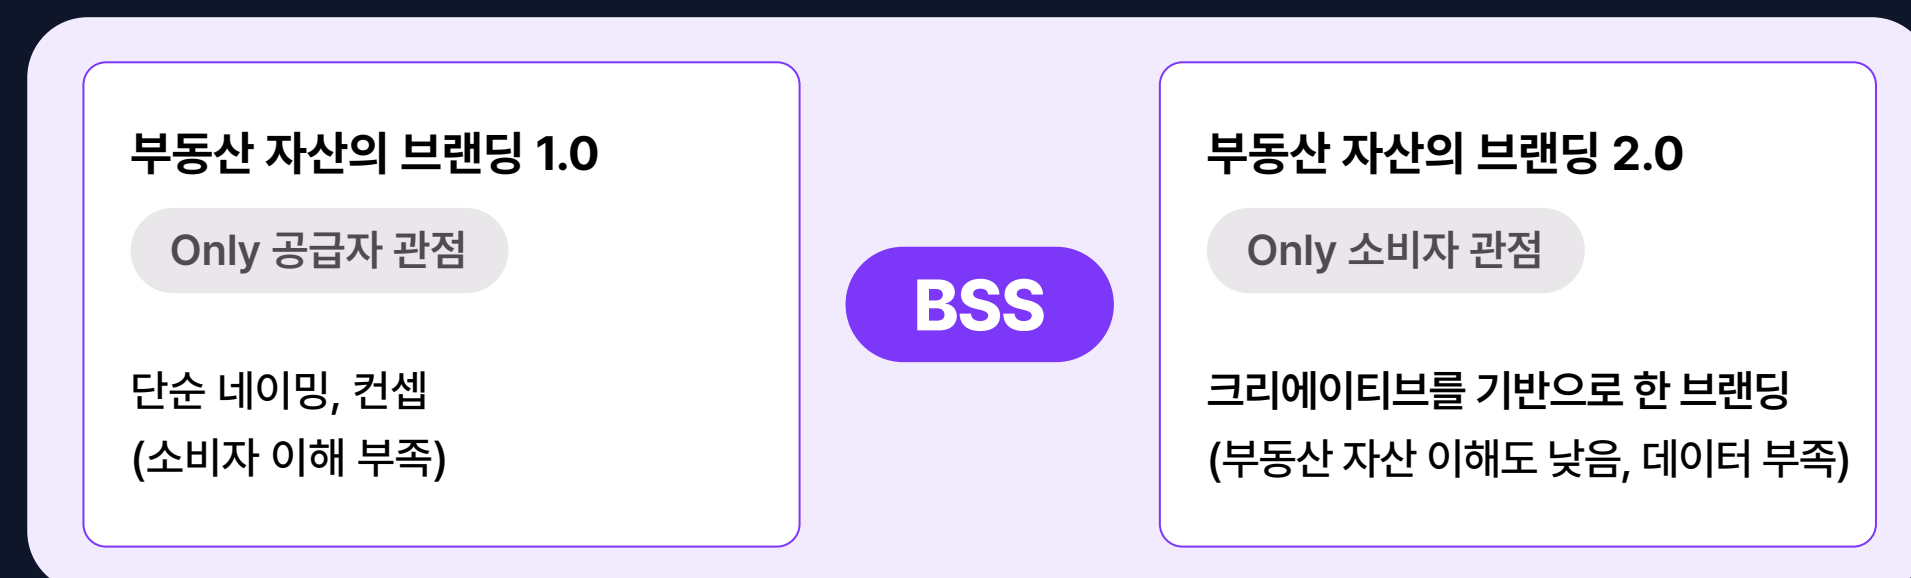 부동산 자산의 브랜딩 1.0
Only 공급자 관점
단순 네이밍, 컨셉
(소비자 이해 부족)
BSS
부동산 자산의 브랜딩 2.0
Only 소비자 관점
크리에이티브를 기반으로 한 브랜딩
(부동산 자산 이해도 낮음, 데이터 부족)